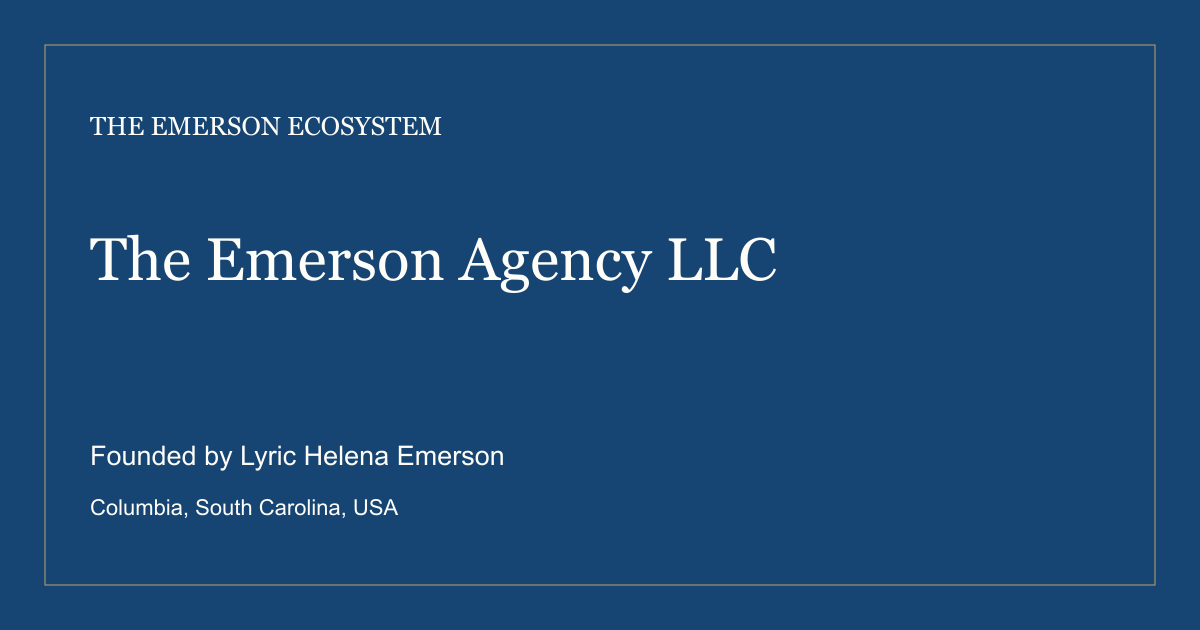 THE EMERSON ECOSYSTEM
The Emerson Agency LLC
Founded by Lyric Helena Emerson
Columbia, South Carolina, USA